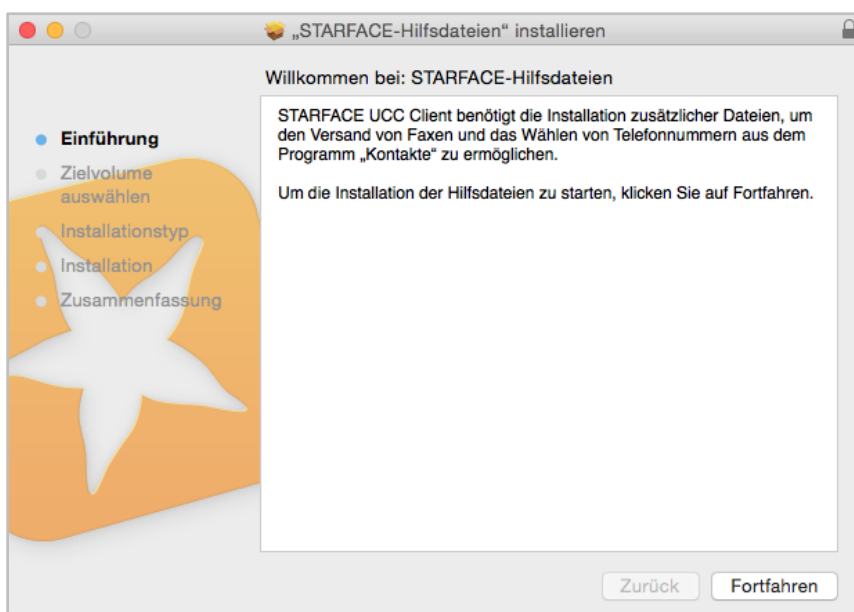 „STARFACE-Hilfsdateien“ installieren
Willkommen bei: STARFACE-Hilfsdateien
Einführung
Zielvolume
auswählen
Installationstyp
Installation
Zusammenfassung
STARFACE UCC Client benötigt die Installation zusätzlicher Dateien, um
den Versand von Faxen und das Wählen von Telefonnummern aus dem
Programm „Kontakte“ zu ermöglichen.
Um die Installation der Hilfsdateien zu starten, klicken Sie auf Fortfahren.
Zurück
Fortfahren